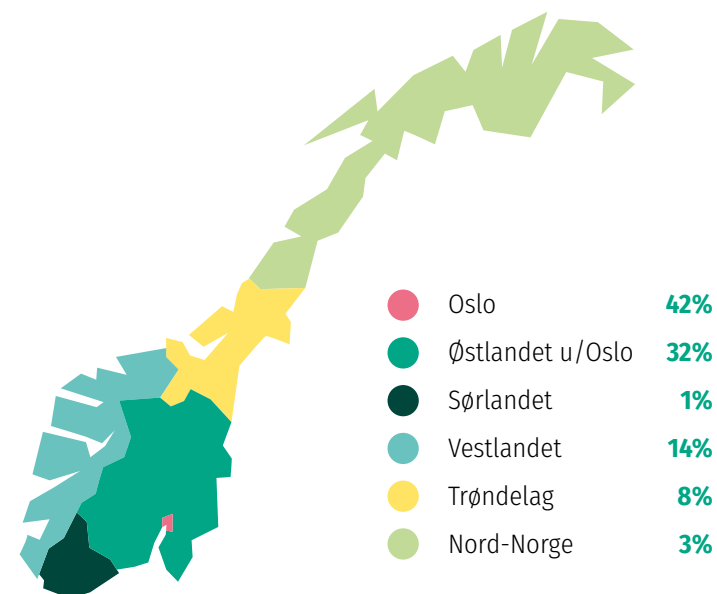 Oslo 42%
Østlandet u/Oslo 32%
Sørlandet 1%
Vestlandet 14%
Trøndelag 8%
Nord-Norge 3%